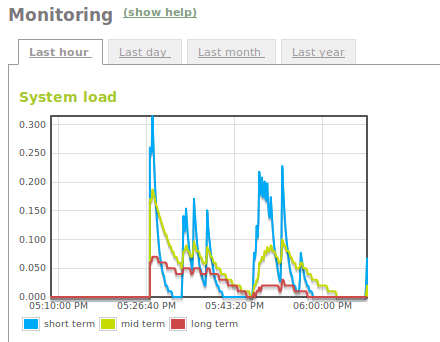 Monitoring (show help)
Last hour Last day Last month Last year
System load
0.300
0.250
0.200
0.150
0.100
0.050
0.000
05:10:00 PM 05:26:40 PM 05:43:20 PM 06:00:00 PM
short term mid term long term